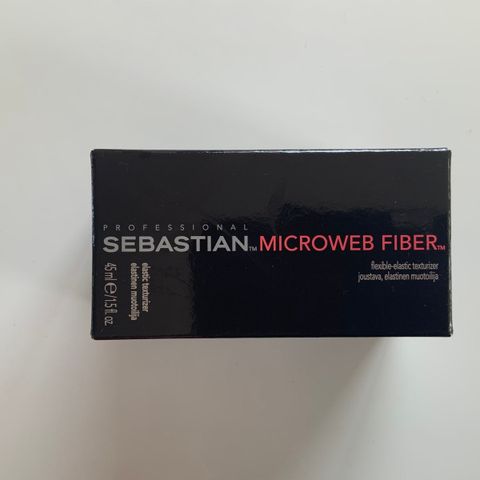 PROFESSIONAL
SEBASTIAN™ MICROWEB FIBER™
flexible-elastic texturizer
joustava, elastinen muotoilija
elastic texturizer
elastinen muotoilija
45 ml ℮/1.5 fl. oz.